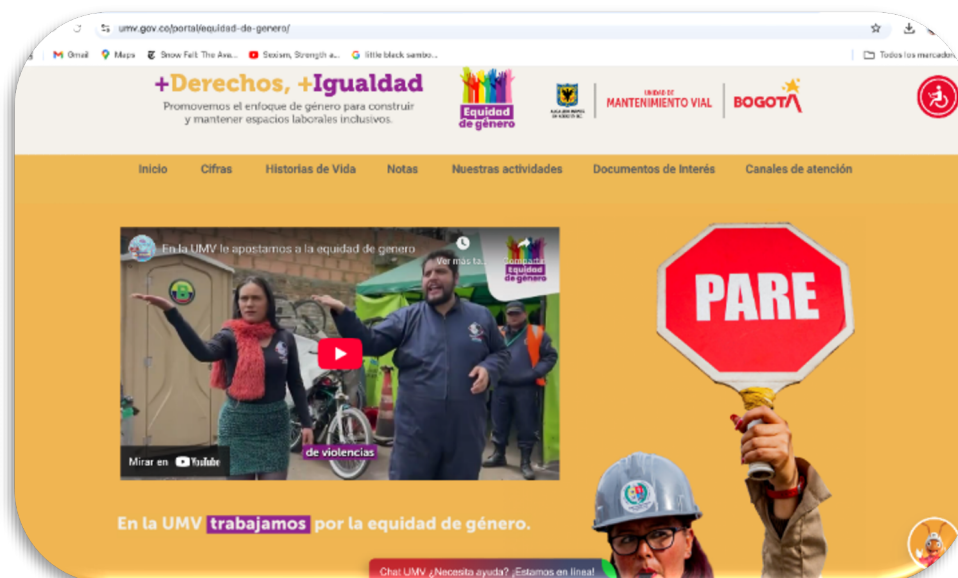 umv.gov.co/portal/equidad-de-genero/
Gmail Maps Snow Fall: The Ava... Sexism, Strength a... little black sambo... Todos los marcadores
+Derechos, +Igualdad
Promovemos el enfoque de género para construir
y mantener espacios laborales inclusivos.
Equidad
de género
UNIDAD DE
MANTENIMIENTO VIAL
BOGOTÁ
Inicio Cifras Historias de Vida Notas Nuestras actividades Documentos de Interés Canales de atención
En la UMV le apostamos a la equidad de genero
Ver más ta... Compartir
Equidad
de género
PARE
de violencias
Mirar en YouTube
En la UMV trabajamos por la equidad de género.
Chat UMV ¿Necesita ayuda? ¡Estamos en línea!